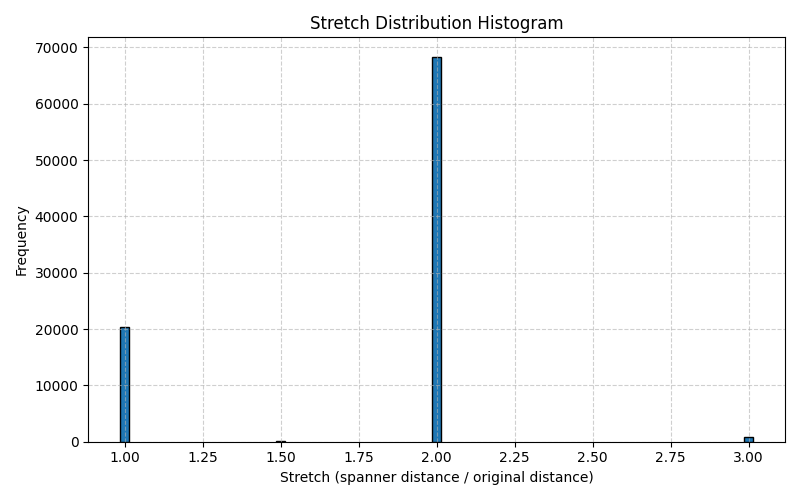 Stretch Distribution Histogram
70000
60000
50000
40000
30000
20000
10000
0
Frequency
1.00 1.25 1.50 1.75 2.00 2.25 2.50 2.75 3.00
Stretch (spanner distance / original distance)